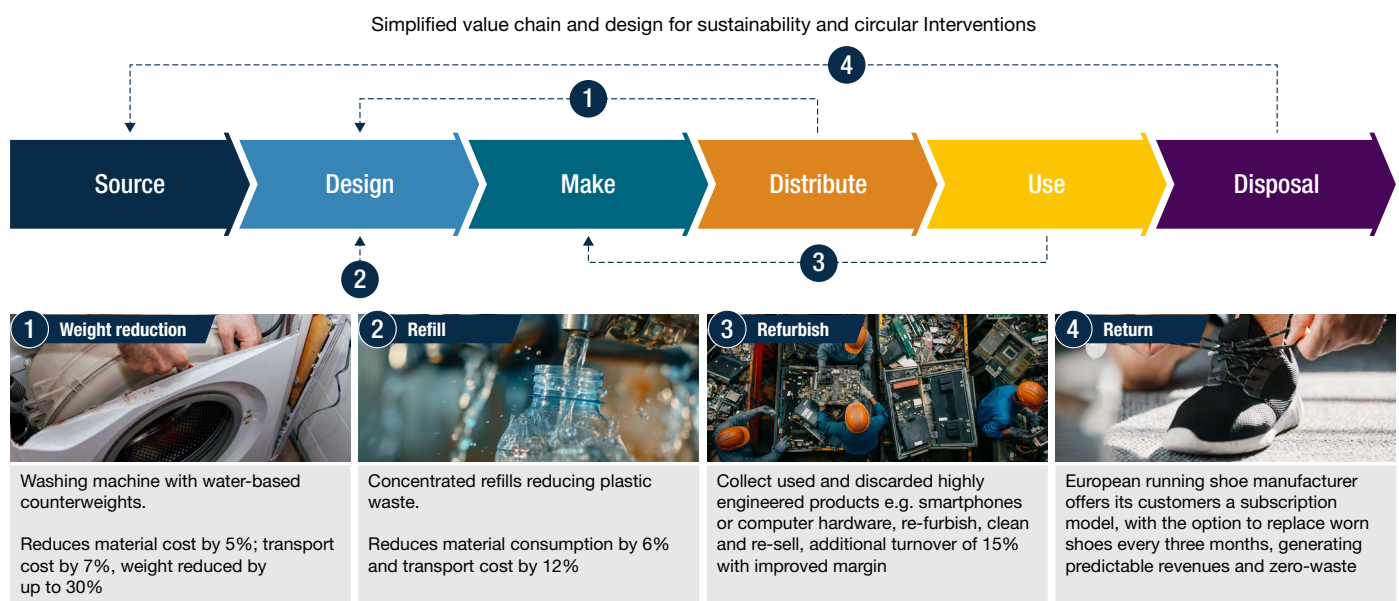 Simplified value chain and design for sustainability and circular Interventions
4
1
Source
Design
Make
Distribute
Use
Disposal
3
2
1 Weight reduction
Washing machine with water-based
counterweights.
Reduces material cost by 5%; transport
cost by 7%, weight reduced by
up to 30%
2 Refill
Concentrated refills reducing plastic
waste.
Reduces material consumption by 6%
and transport cost by 12%
3 Refurbish
Collect used and discarded highly
engineered products e.g. smartphones
or computer hardware, re-furbish, clean
and re-sell, additional turnover of 15%
with improved margin
4 Return
European running shoe manufacturer
offers its customers a subscription
model, with the option to replace worn
shoes every three months, generating
predictable revenues and zero-waste